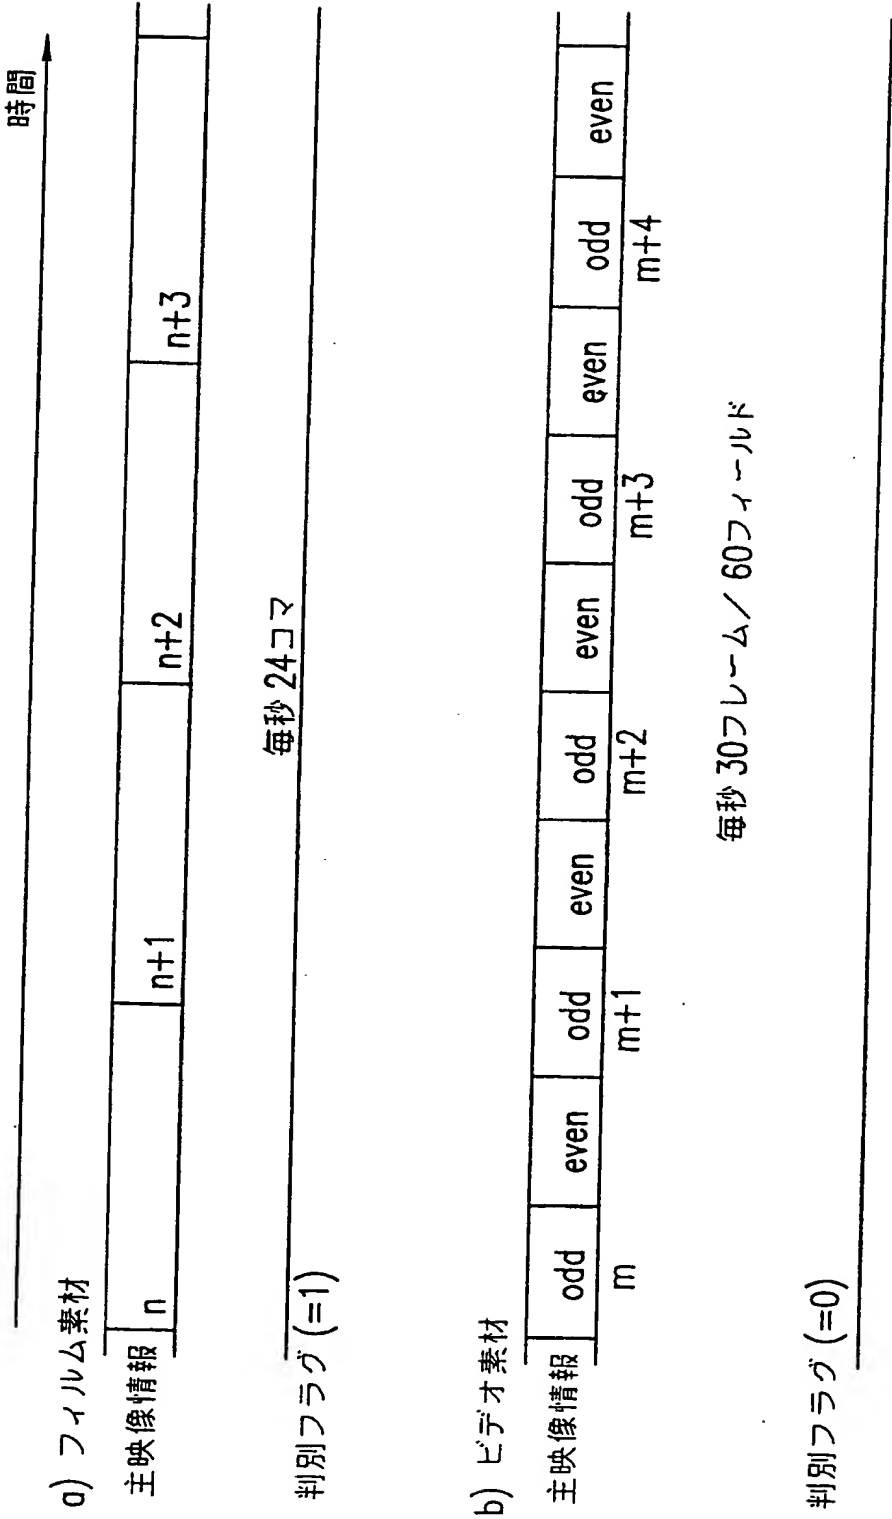 時間
a) フィルム素材
主映像情報 n n+1 n+2 n+3
毎秒 24コマ
判別フラグ (=1)
b) ビデオ素材
主映像情報 odd even odd even odd even odd even odd even
m m+1 m+2 m+3 m+4
毎秒 30フレーム/60フィールド
判別フラグ (=0)